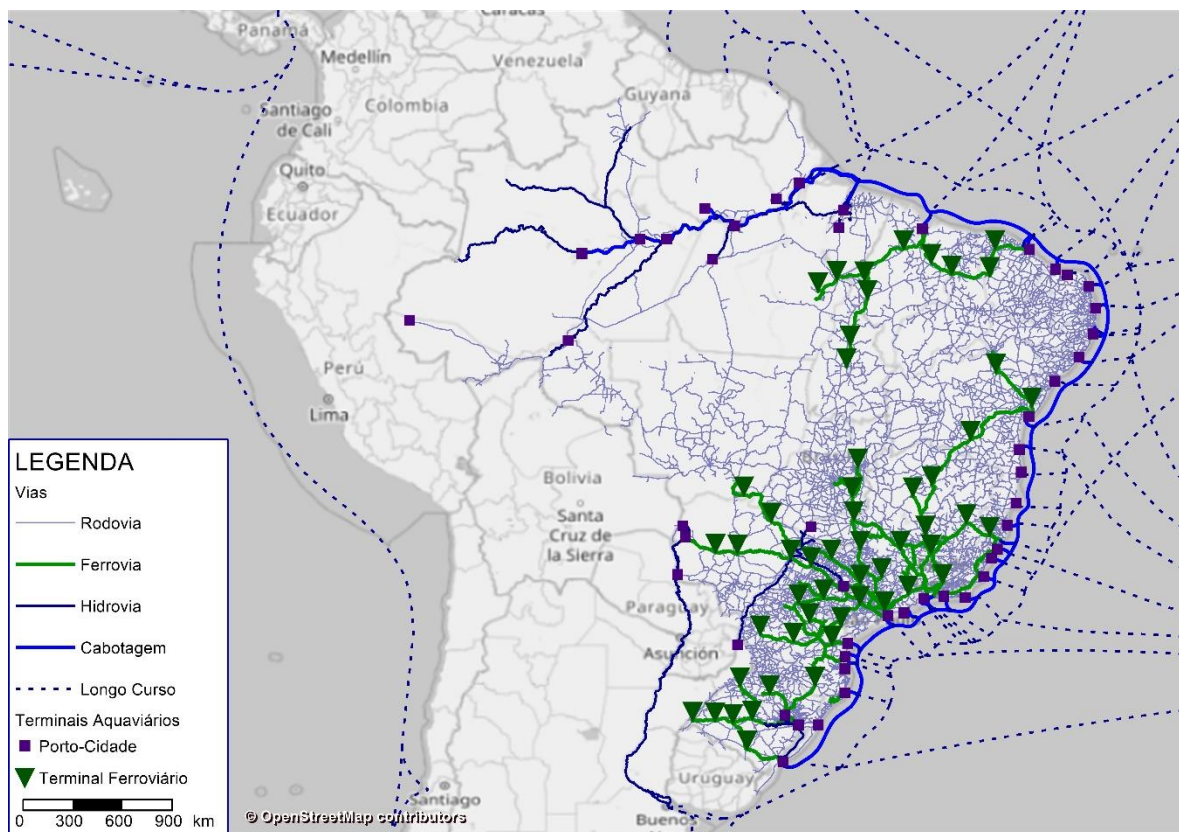 Caracas
Panamá
Medellín
Venezuela
Guyana
Santiago
de Cali
Colombia
Quito
Ecuador
Perú
Lima
Bolivia
Santa
Cruz de
la Sierra
Paraguay
Asunción
Uruguay
Santiago
Buenos
LEGENDA
Vias
Rodovia
Ferrovia
Hidrovia
Cabotagem
Longo Curso
Terminais Aquaviários
Porto-Cidade
Terminal Ferroviário
0 300 600 900 km
© OpenStreetMap contributors